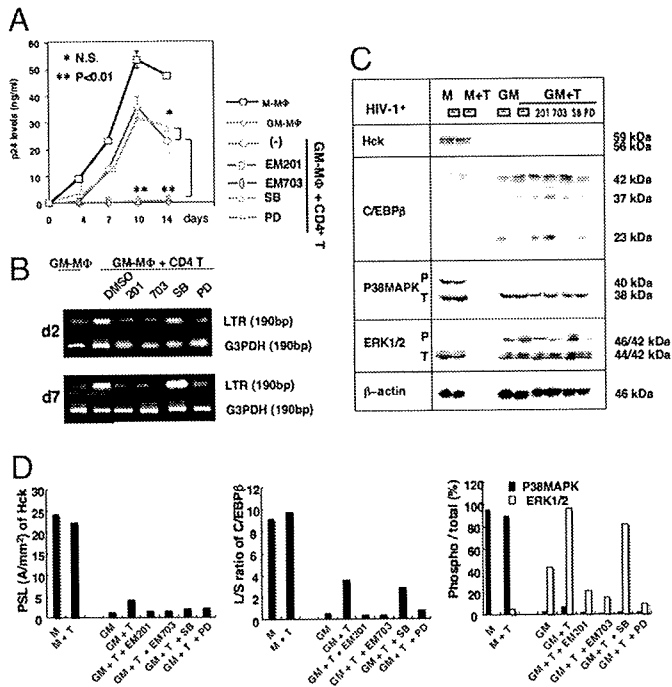 A
p24 levels (ng/ml)
60
50
40
30
20
10
0
* N.S.
** P<0.01
*
** **
0 4 7 10 14 days
M-MΦ
GM-MΦ
(-)
EM201
EM703
SB
PD
GM-MΦ + CD4+ T
B
GM-MΦ GM-MΦ + CD4 T
DMSO 201 703 SB PD
d2
LTR (190bp)
G3PDH (190bp)
d7
LTR (190bp)
G3PDH (190bp)
C
M M+T GM GM+T
HIV-1+
201 703 SB PD
Hck
59 kDa
56 kDa
C/EBPβ
42 kDa
37 kDa
23 kDa
P38MAPK
P
T
40 kDa
38 kDa
ERK1/2
P
T
46/42 kDa
44/42 kDa
β-actin
46 kDa
D
PSL (A/mm²) of Hck
30
25
20
15
10
5
0
M
M + T
GM
GM + T
GM + T + EM201
GM + T + EM703
GM + T + SB
GM + T + PD
L/S ratio of C/EBPβ
12
10
8
6
4
2
0
M
M + T
GM
GM + T
GM + T + EM201
GM + T + EM703
GM + T + SB
GM + T + PD
Phospho / total (%)
120
100
80
60
40
20
0
P38MAPK
ERK1/2
M
M + T
GM
GM + T
GM + T + EM201
GM + T + EM703
GM + T + SB
GM + T + PD